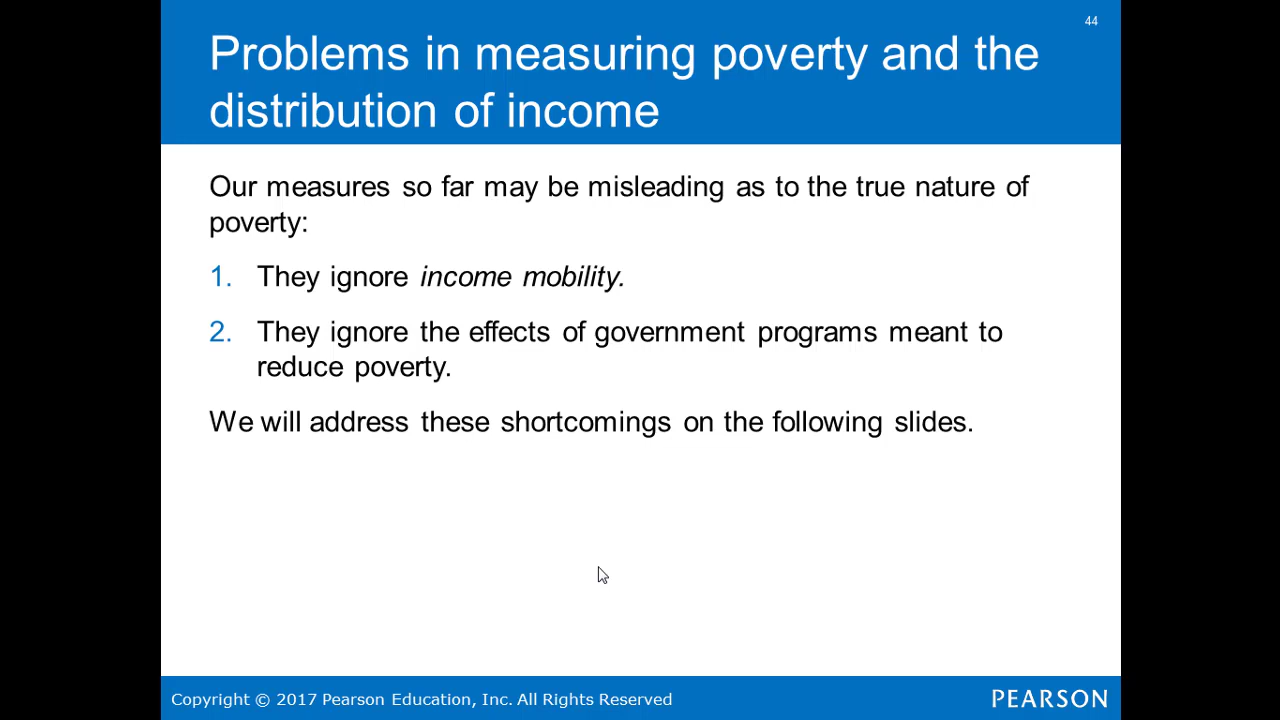 44
Problems in measuring poverty and the
distribution of income
Our measures so far may be misleading as to the true nature of
poverty:
1. They ignore income mobility.
2. They ignore the effects of government programs meant to
reduce poverty.
We will address these shortcomings on the following slides.
Copyright © 2017 Pearson Education, Inc. All Rights Reserved
PEARSON